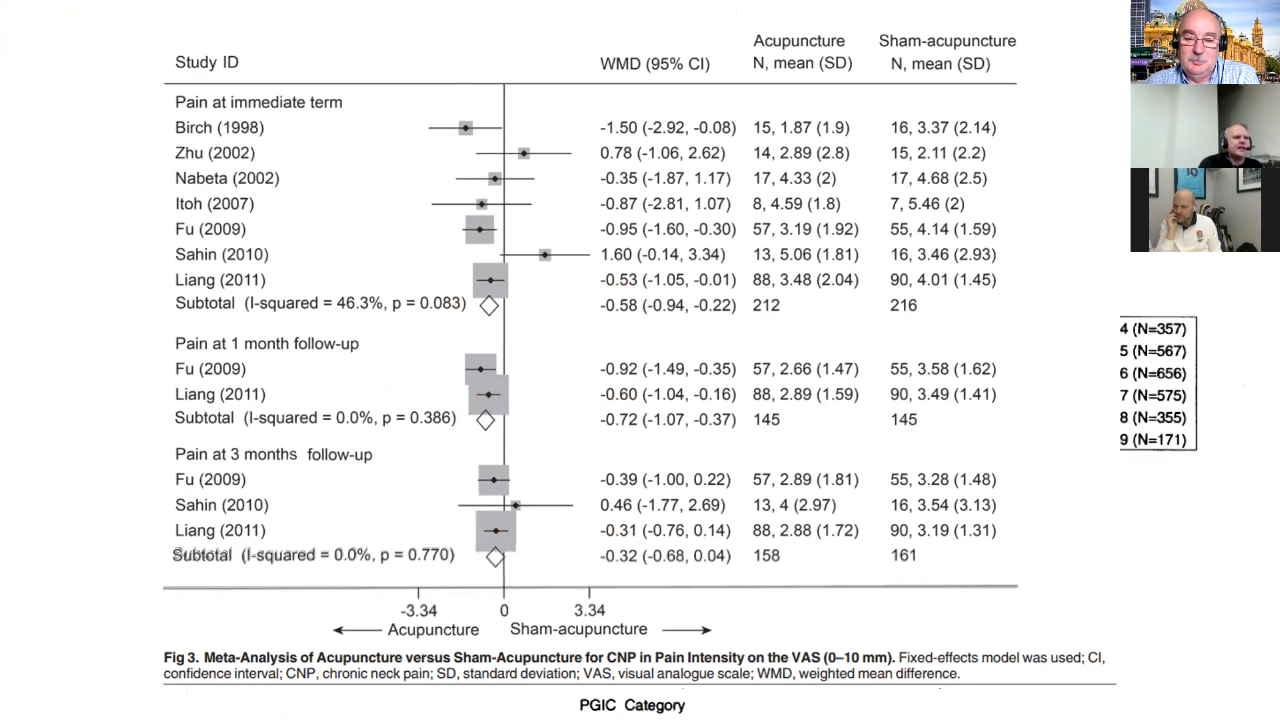 Acupuncture Sham-acupuncture
Study ID WMD (95% CI) N, mean (SD) N, mean (SD)
Pain at immediate term
Birch (1998) -1.50 (-2.92, -0.08) 15, 1.87 (1.9) 16, 3.37 (2.14)
Zhu (2002) 0.78 (-1.06, 2.62) 14, 2.89 (2.8) 15, 2.11 (2.2)
Nabeta (2002) -0.35 (-1.87, 1.17) 17, 4.33 (2) 17, 4.68 (2.5)
Itoh (2007) -0.87 (-2.81, 1.07) 8, 4.59 (1.8) 7, 5.46 (2)
Fu (2009) -0.95 (-1.60, -0.30) 57, 3.19 (1.92) 55, 4.14 (1.59)
Sahin (2010) 1.60 (-0.14, 3.34) 13, 5.06 (1.81) 16, 3.46 (2.93)
Liang (2011) -0.53 (-1.05, -0.01) 88, 3.48 (2.04) 90, 4.01 (1.45)
Subtotal (I-squared = 46.3%, p = 0.083) -0.58 (-0.94, -0.22) 212 216
Pain at 1 month follow-up
Fu (2009) -0.92 (-1.49, -0.35) 57, 2.66 (1.47) 55, 3.58 (1.62)
Liang (2011) -0.60 (-1.04, -0.16) 88, 2.89 (1.59) 90, 3.49 (1.41)
Subtotal (I-squared = 0.0%, p = 0.386) -0.72 (-1.07, -0.37) 145 145
Pain at 3 months follow-up
Fu (2009) -0.39 (-1.00, 0.22) 57, 2.89 (1.81) 55, 3.28 (1.48)
Sahin (2010) 0.46 (-1.77, 2.69) 13, 4 (2.97) 16, 3.54 (3.13)
Liang (2011) -0.31 (-0.76, 0.14) 88, 2.88 (1.72) 90, 3.19 (1.31)
Subtotal (I-squared = 0.0%, p = 0.770) -0.32 (-0.68, 0.04) 158 161
-3.34 0 3.34
Acupuncture Sham-acupuncture
Fig 3. Meta-Analysis of Acupuncture versus Sham-Acupuncture for CNP in Pain Intensity on the VAS (0–10 mm). Fixed-effects model was used; CI,
confidence interval; CNP, chronic neck pain; SD, standard deviation; VAS, visual analogue scale; WMD, weighted mean difference.
PGIC Category
4 (N=357)
5 (N=567)
6 (N=656)
7 (N=575)
8 (N=355)
9 (N=171)